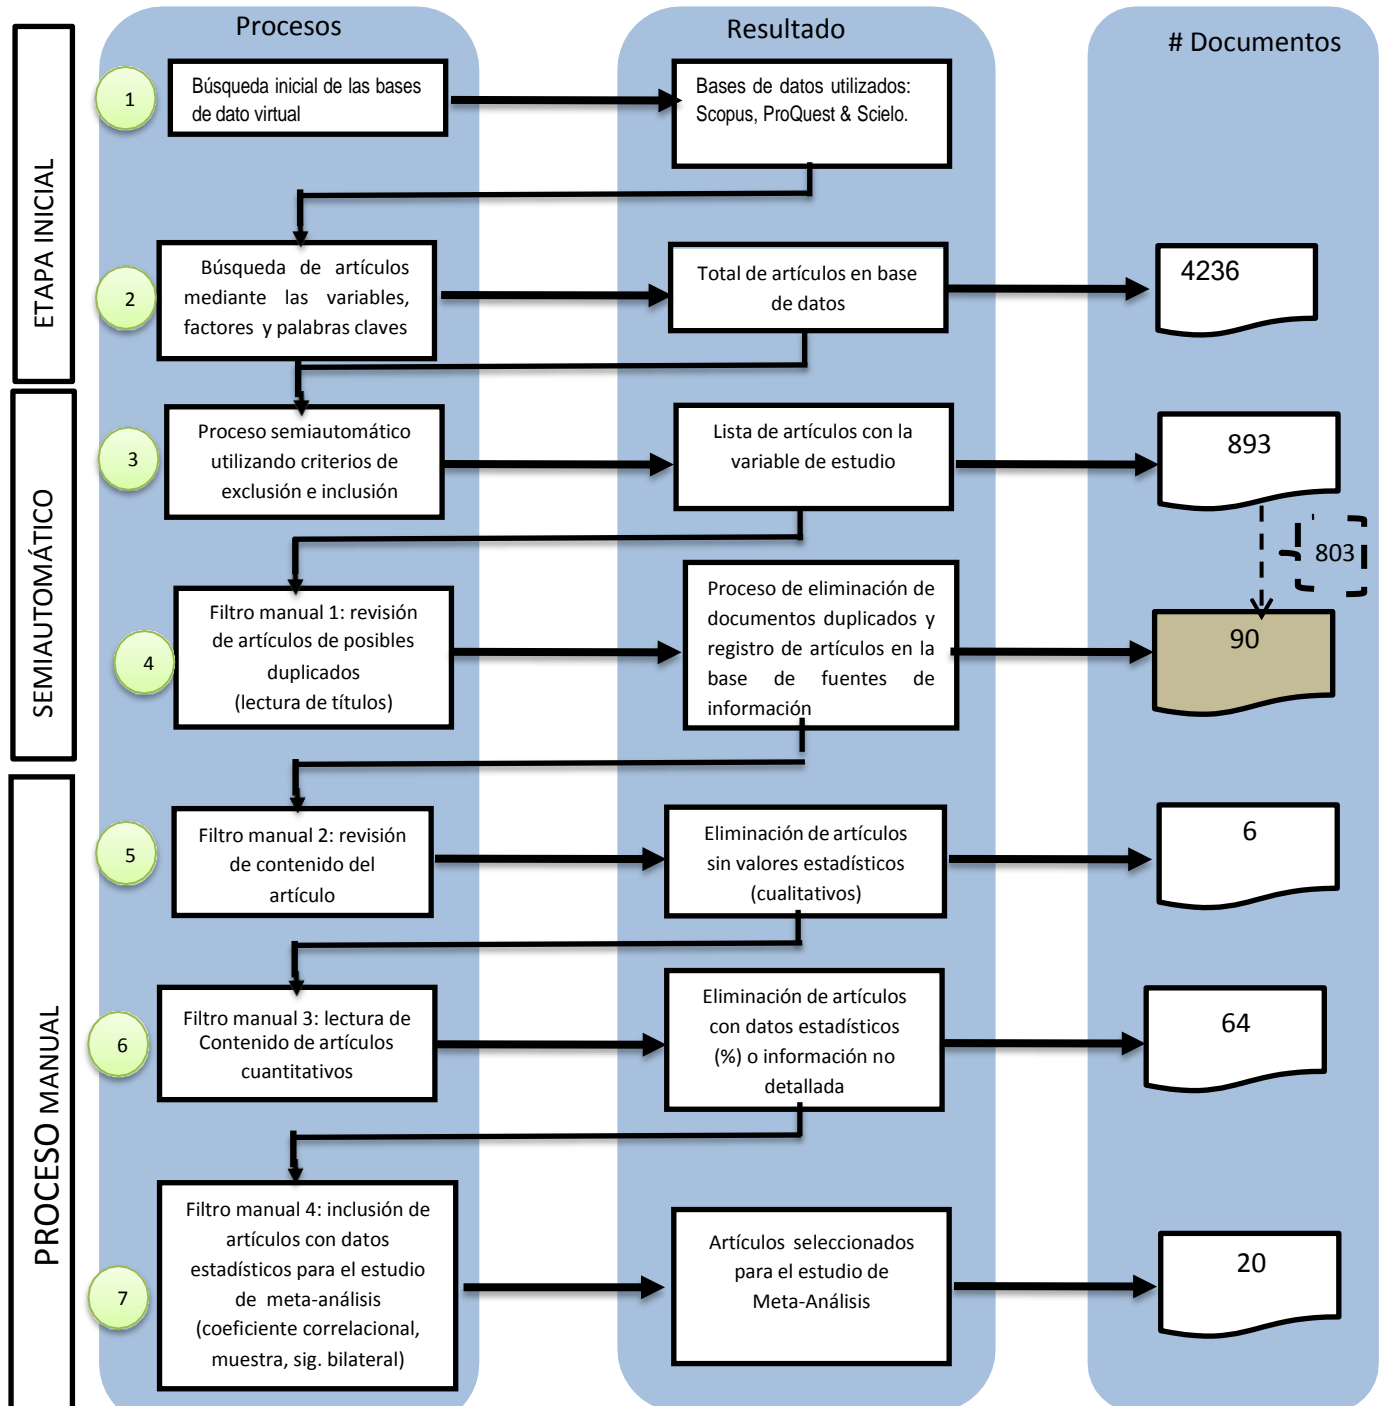 Procesos
Resultado
# Documentos
ETAPA INICIAL
1
Búsqueda inicial de las bases
de dato virtual
Bases de datos utilizados:
Scopus, ProQuest & Scielo.
2
Búsqueda de artículos
mediante las variables,
factores y palabras claves
Total de artículos en base
de datos
4236
SEMIAUTOMÁTICO
3
Proceso semiautomático
utilizando criterios de
exclusión e inclusión
Lista de artículos con la
variable de estudio
893
803
4
Filtro manual 1: revisión
de artículos de posibles
duplicados
(lectura de títulos)
Proceso de eliminación de
documentos duplicados y
registro de artículos en la
base de fuentes de
información
90
PROCESO MANUAL
5
Filtro manual 2: revisión
de contenido del
artículo
Eliminación de artículos
sin valores estadísticos
(cualitativos)
6
6
Filtro manual 3: lectura de
Contenido de artículos
cuantitativos
Eliminación de artículos
con datos estadísticos
(%) o información no
detallada
64
7
Filtro manual 4: inclusión de
artículos con datos
estadísticos para el estudio
de meta-análisis
(coeficiente correlacional,
muestra, sig. bilateral)
Artículos seleccionados
para el estudio de
Meta-Análisis
20